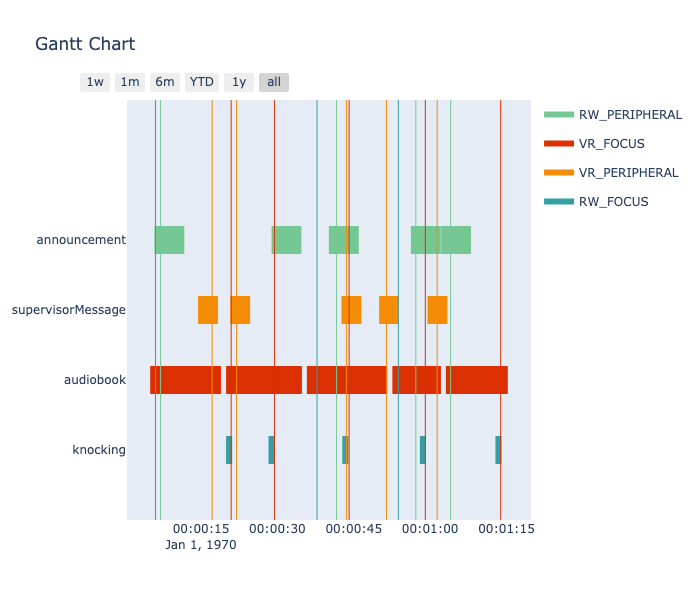 Gantt Chart
1w 1m 6m YTD 1y all
RW_PERIPHERAL
VR_FOCUS
VR_PERIPHERAL
RW_FOCUS
announcement
supervisorMessage
audiobook
knocking
00:00:15 00:00:30 00:00:45 00:01:00 00:01:15
Jan 1, 1970